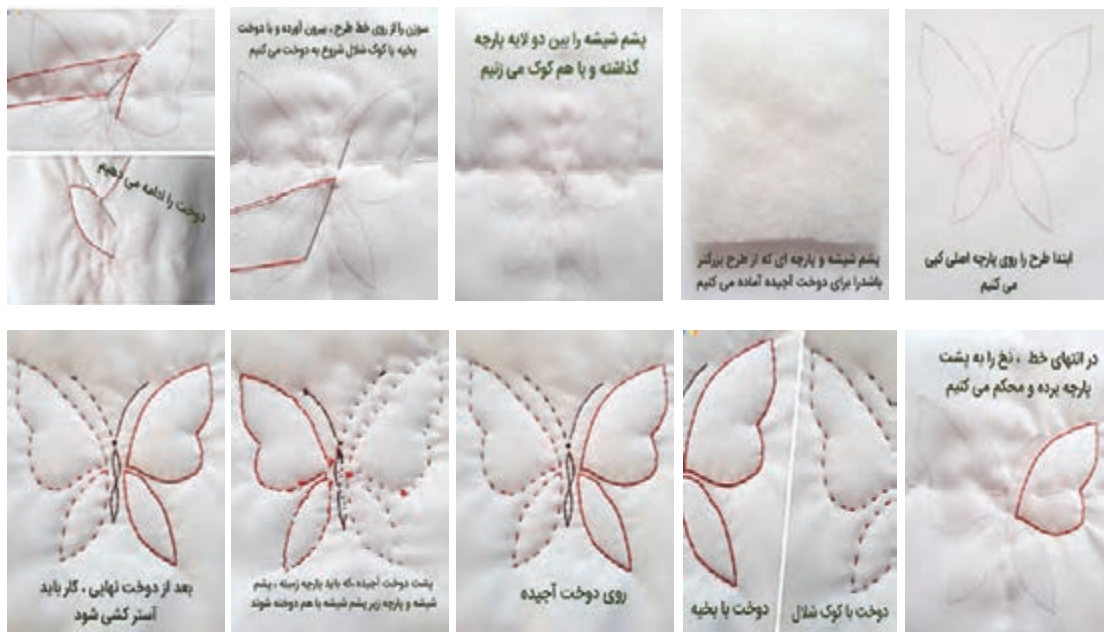 ابتدا طرح را روی پارچه اصلی کپی
می کنیم
پشم شیشه و پارچه ای که از طرح بزرگتر
باشدرا برای دوخت آجیده آماده می کنیم
پشم شیشه را بین دو لایه پارچه
گذاشته و با هم کوک می زنیم
سوزن را از روی خط طرح ، بیرون آورده و با دوخت
بخیه یا کوک شلال شروع به دوخت می کنیم
دوخت را ادامه می دهیم
در انتهای خط ، نخ را به پشت
پارچه برده و محکم می کنیم
دوخت با کوک شلال
دوخت با بخیه
روی دوخت آجیده
پشت دوخت آجیده ،که باید پارچه زمینه ، پشم
شیشه و پارچه زیر پشم شیشه با هم دوخته شوند
بعد از دوخت نهایی ، کار باید
آستر کشی شود